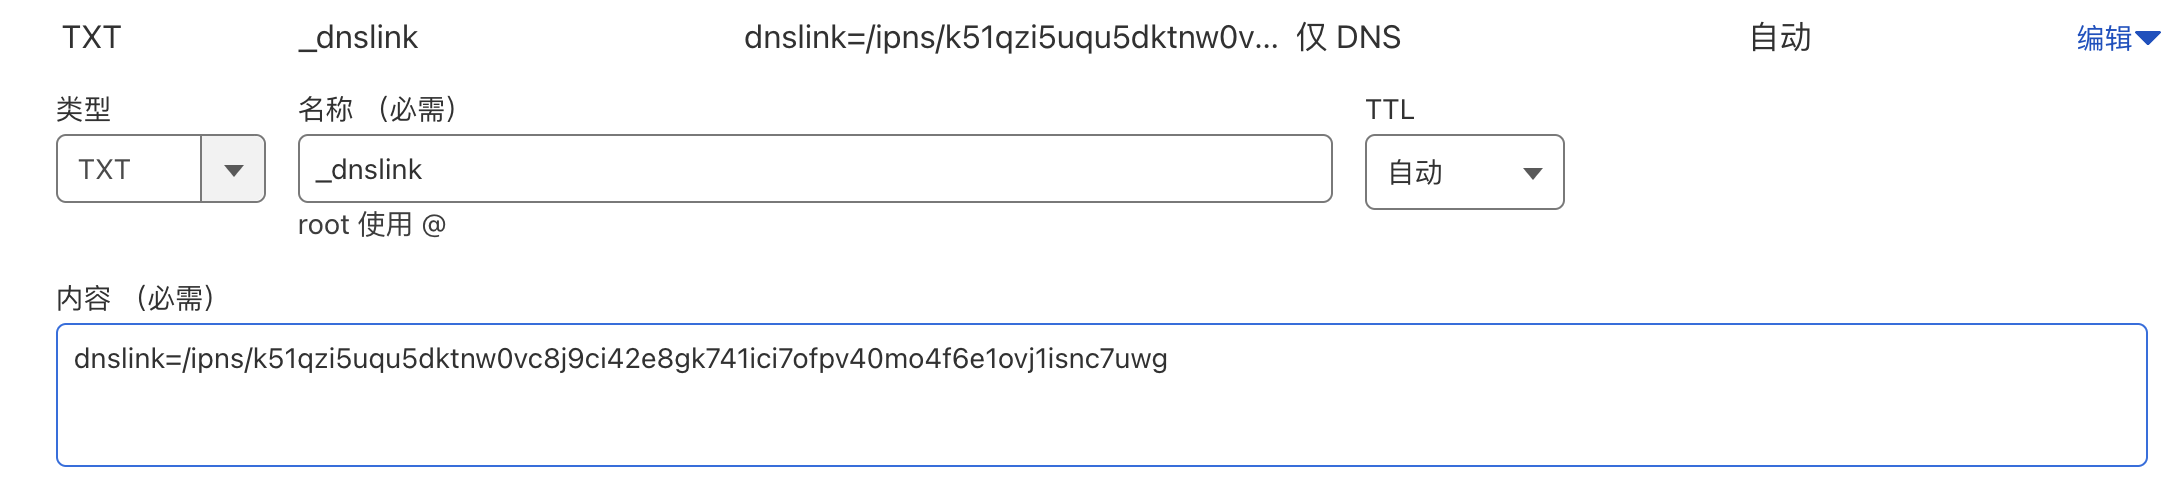 TXT _dnslink dnslink=/ipns/k51qzi5uqu5dktnw0v... 仅 DNS 自动 编辑
类型 名称 （必需） TTL
TXT _dnslink 自动
root 使用 @
内容 （必需）
dnslink=/ipns/k51qzi5uqu5dktnw0vc8j9ci42e8gk741ici7ofpv40mo4f6e1ovj1isnc7uwg